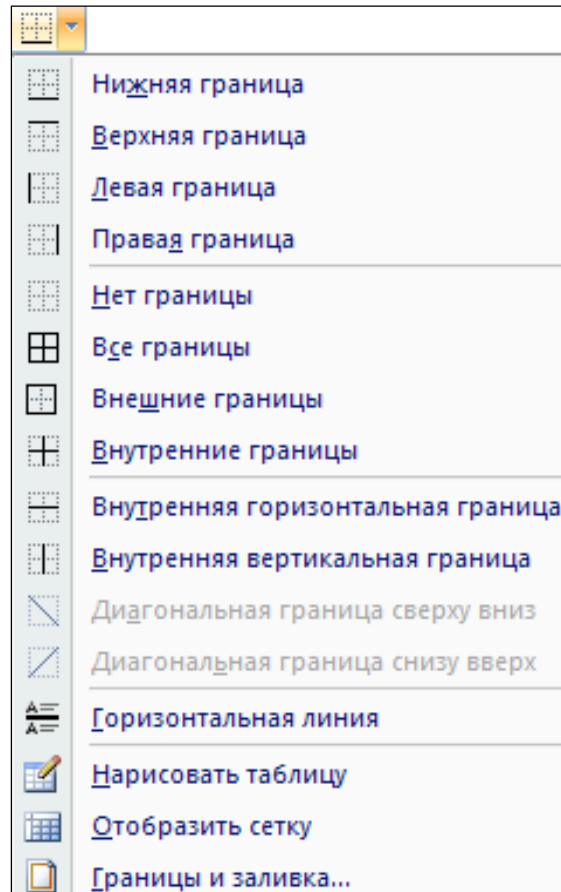 Нижняя граница
Верхняя граница
Левая граница
Правая граница
Нет границы
Все границы
Внешние границы
Внутренние границы
Внутренняя горизонтальная граница
Внутренняя вертикальная граница
Диагональная граница сверху вниз
Диагональная граница снизу вверх
Горизонтальная линия
Нарисовать таблицу
Отобразить сетку
Границы и заливка...